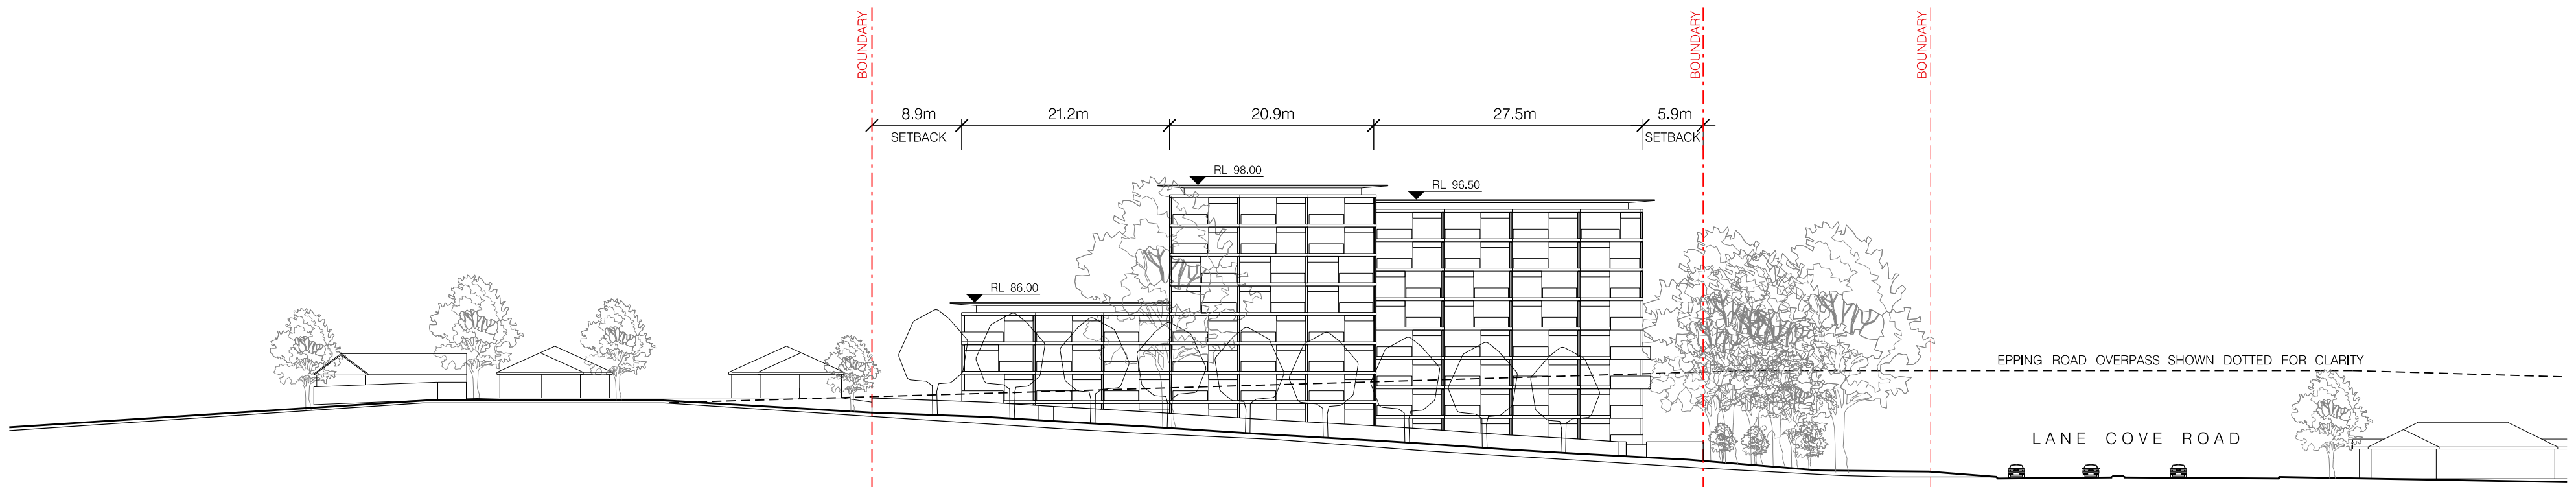 BOUNDARY
BOUNDARY
BOUNDARY
8.9m
21.2m
20.9m
27.5m
5.9m
SETBACK
SETBACK
RL 98.00
RL 96.50
RL 86.00
EPPING ROAD OVERPASS SHOWN DOTTED FOR CLARITY
LANE COVE ROAD